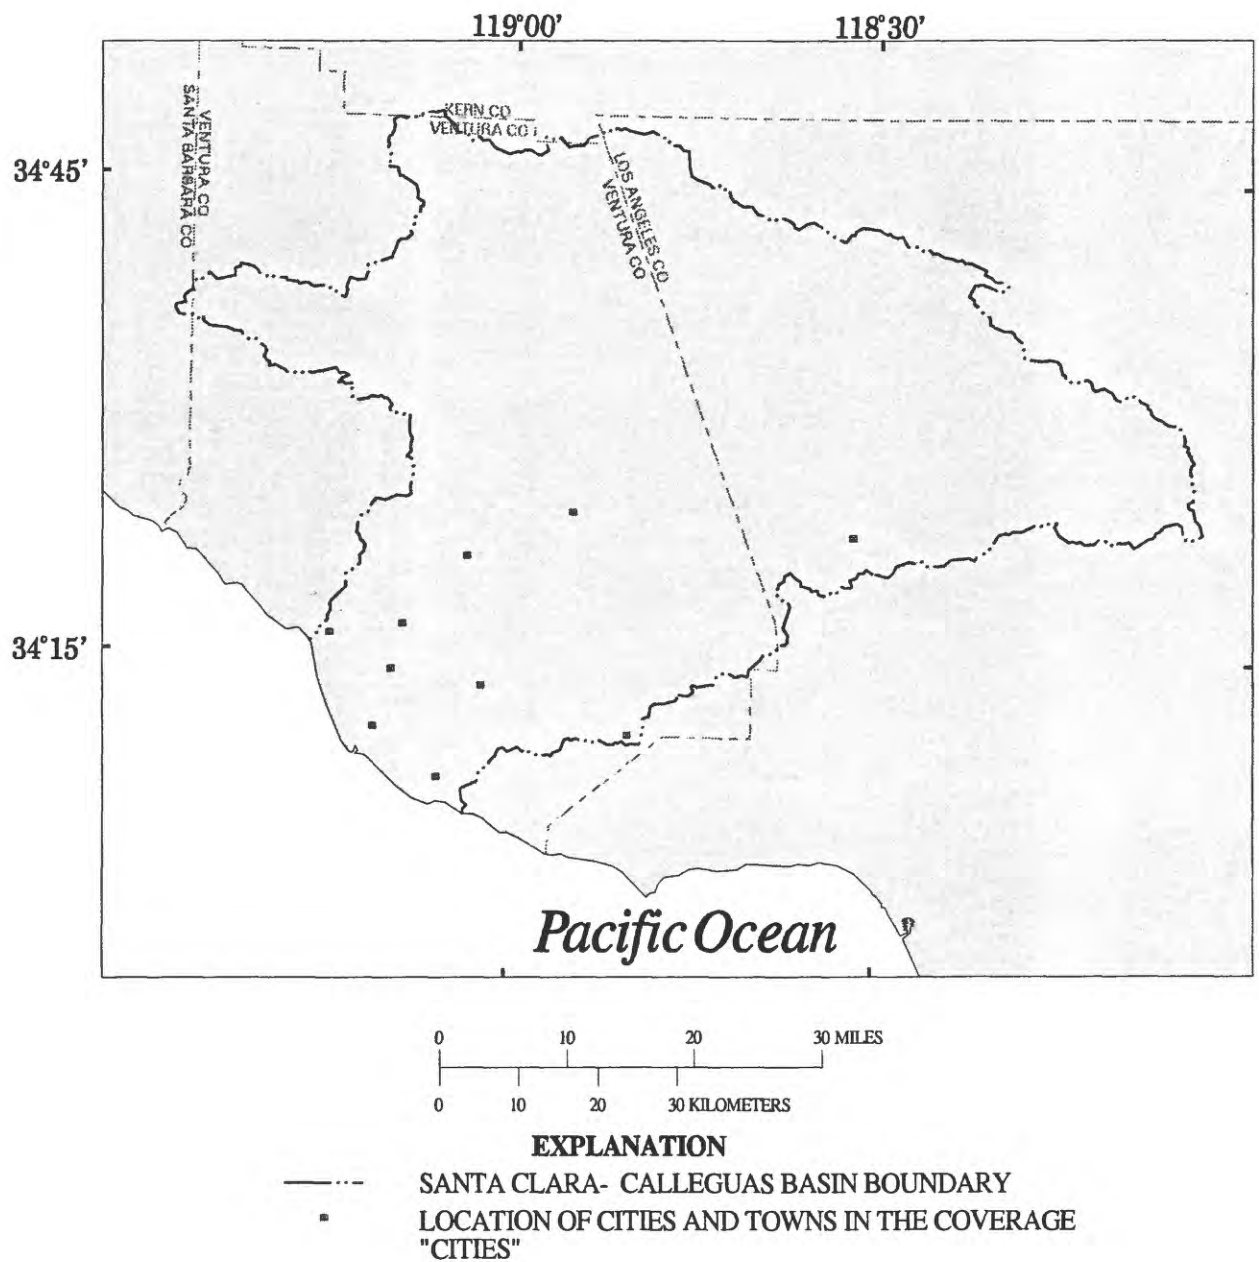 119°00'
118°30'
34°45'
34°15'
VENTURA CO
SANTA BARBARA CO
KERN CO
VENTURA CO
LOS ANGELES CO
VENTURA CO
Pacific Ocean
0 10 20 30 MILES
0 10 20 30 KILOMETERS
EXPLANATION
SANTA CLARA- CALLEGUAS BASIN BOUNDARY
LOCATION OF CITIES AND TOWNS IN THE COVERAGE
"CITIES"